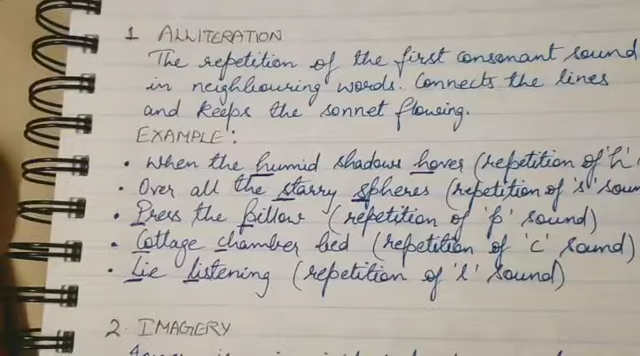 1 ALLITERATION
The repetition of the first consonant sound
in neighbouring words. Connects the lines
and keeps the sonnet flowing.
EXAMPLE:
• When the humid shadows hover (repetition of 'h'
• Over all the starry spheres (repetition of 's' sou
• Press the pillow (repetition of 'p' sound)
• Cottage chamber bed (repetition of 'c' sound)
• Lie listening (repetition of 'l' sound)
2. IMAGERY